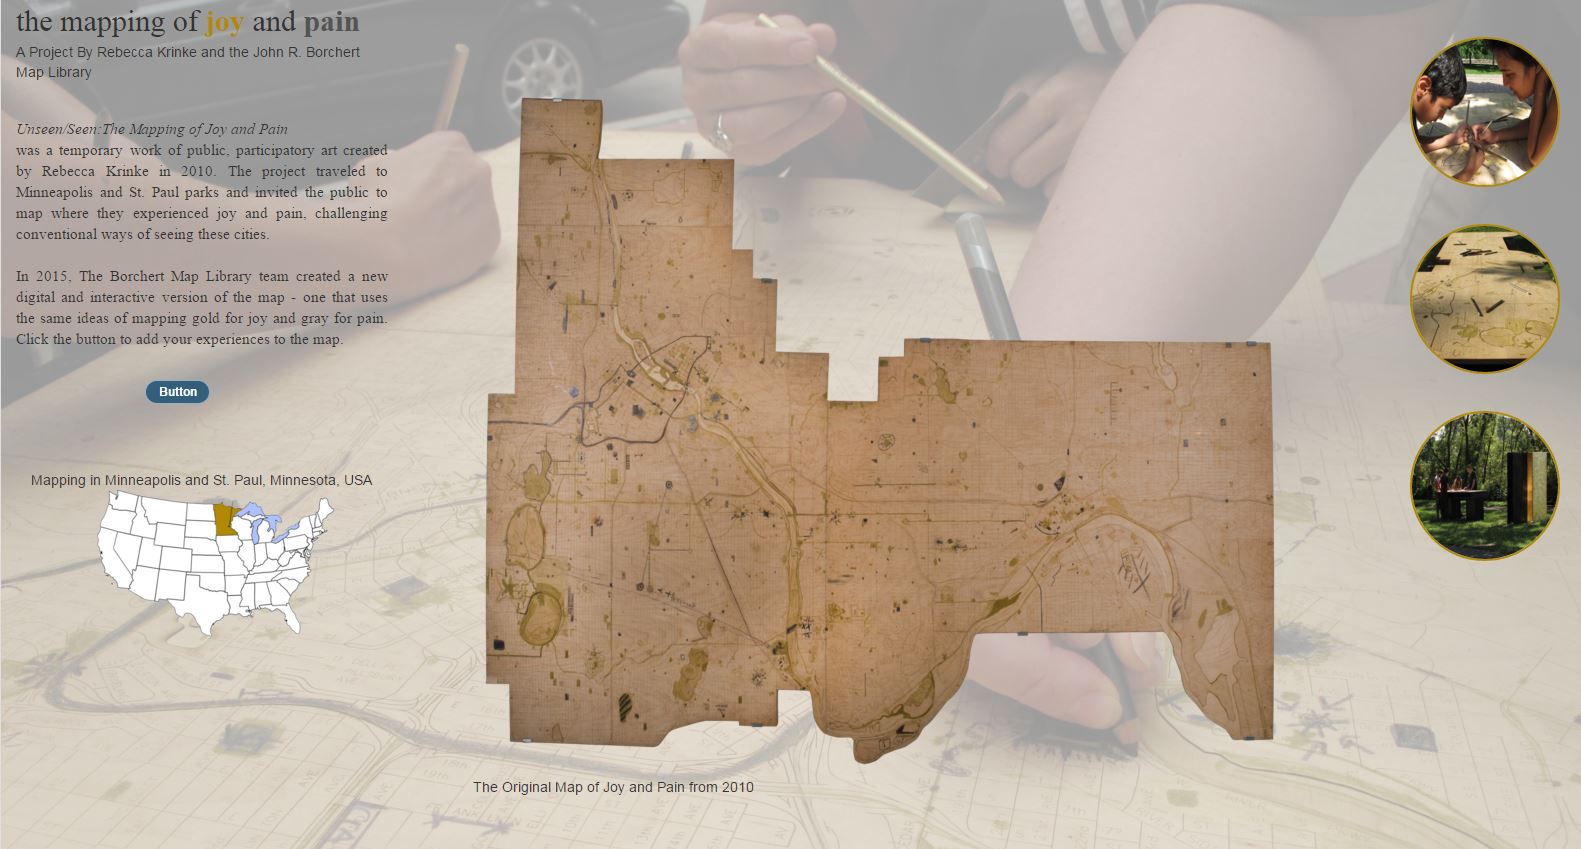 the mapping of joy and pain
A Project By Rebecca Krinke and the John R. Borchert
Map Library
Unseen/Seen:The Mapping of Joy and Pain
was a temporary work of public, participatory art created
by Rebecca Krinke in 2010. The project traveled to
Minneapolis and St. Paul parks and invited the public to
map where they experienced joy and pain, challenging
conventional ways of seeing these cities.
In 2015, The Borchert Map Library team created a new
digital and interactive version of the map - one that uses
the same ideas of mapping gold for joy and gray for pain.
Click the button to add your experiences to the map.
Button
Mapping in Minneapolis and St. Paul, Minnesota, USA
The Original Map of Joy and Pain from 2010